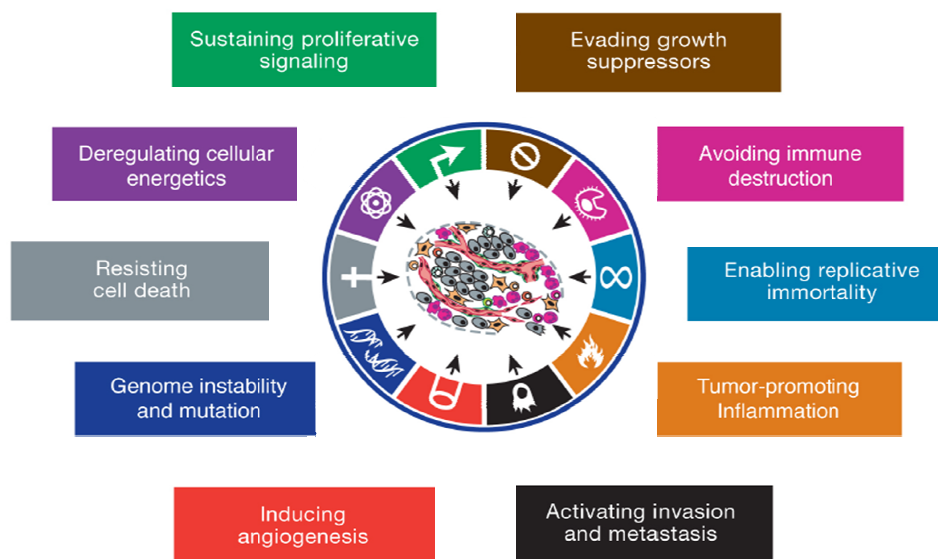 Sustaining proliferative
signaling
Evading growth
suppressors
Deregulating cellular
energetics
Avoiding immune
destruction
Resisting
cell death
Enabling replicative
immortality
Genome instability
and mutation
Tumor-promoting
Inflammation
Inducing
angiogenesis
Activating invasion
and metastasis